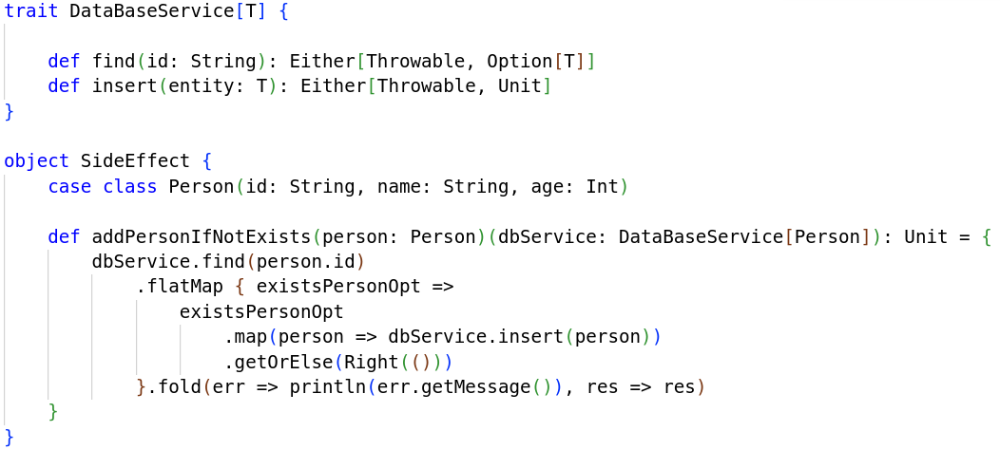 trait DataBaseService[T] {
    def find(id: String): Either[Throwable, Option[T]]
    def insert(entity: T): Either[Throwable, Unit]
}
object SideEffect {
    case class Person(id: String, name: String, age: Int)
    def addPersonIfNotExists(person: Person)(dbService: DataBaseService[Person]): Unit = {
        dbService.find(person.id)
            .flatMap { existsPersonOpt =>
                existsPersonOpt
                    .map(person => dbService.insert(person))
                    .getOrElse(Right(()))
            }.fold(err => println(err.getMessage()), res => res)
    }
}